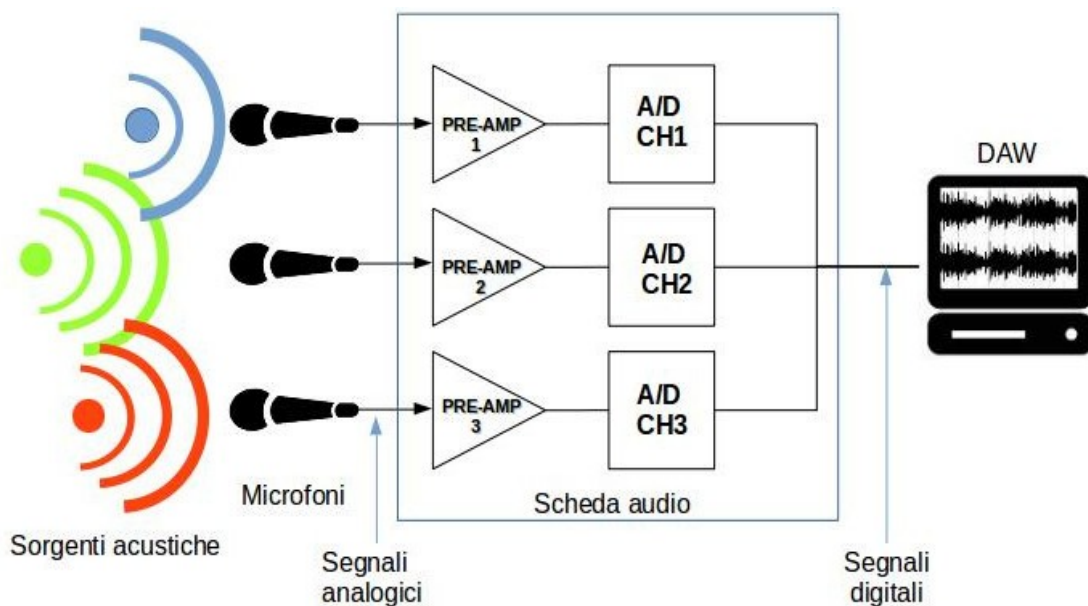 PRE-AMP
1
A/D
CH1
DAW
PRE-AMP
2
A/D
CH2
PRE-AMP
3
A/D
CH3
Microfoni
Scheda audio
Sorgenti acustiche
Segnali
analogici
Segnali
digitali